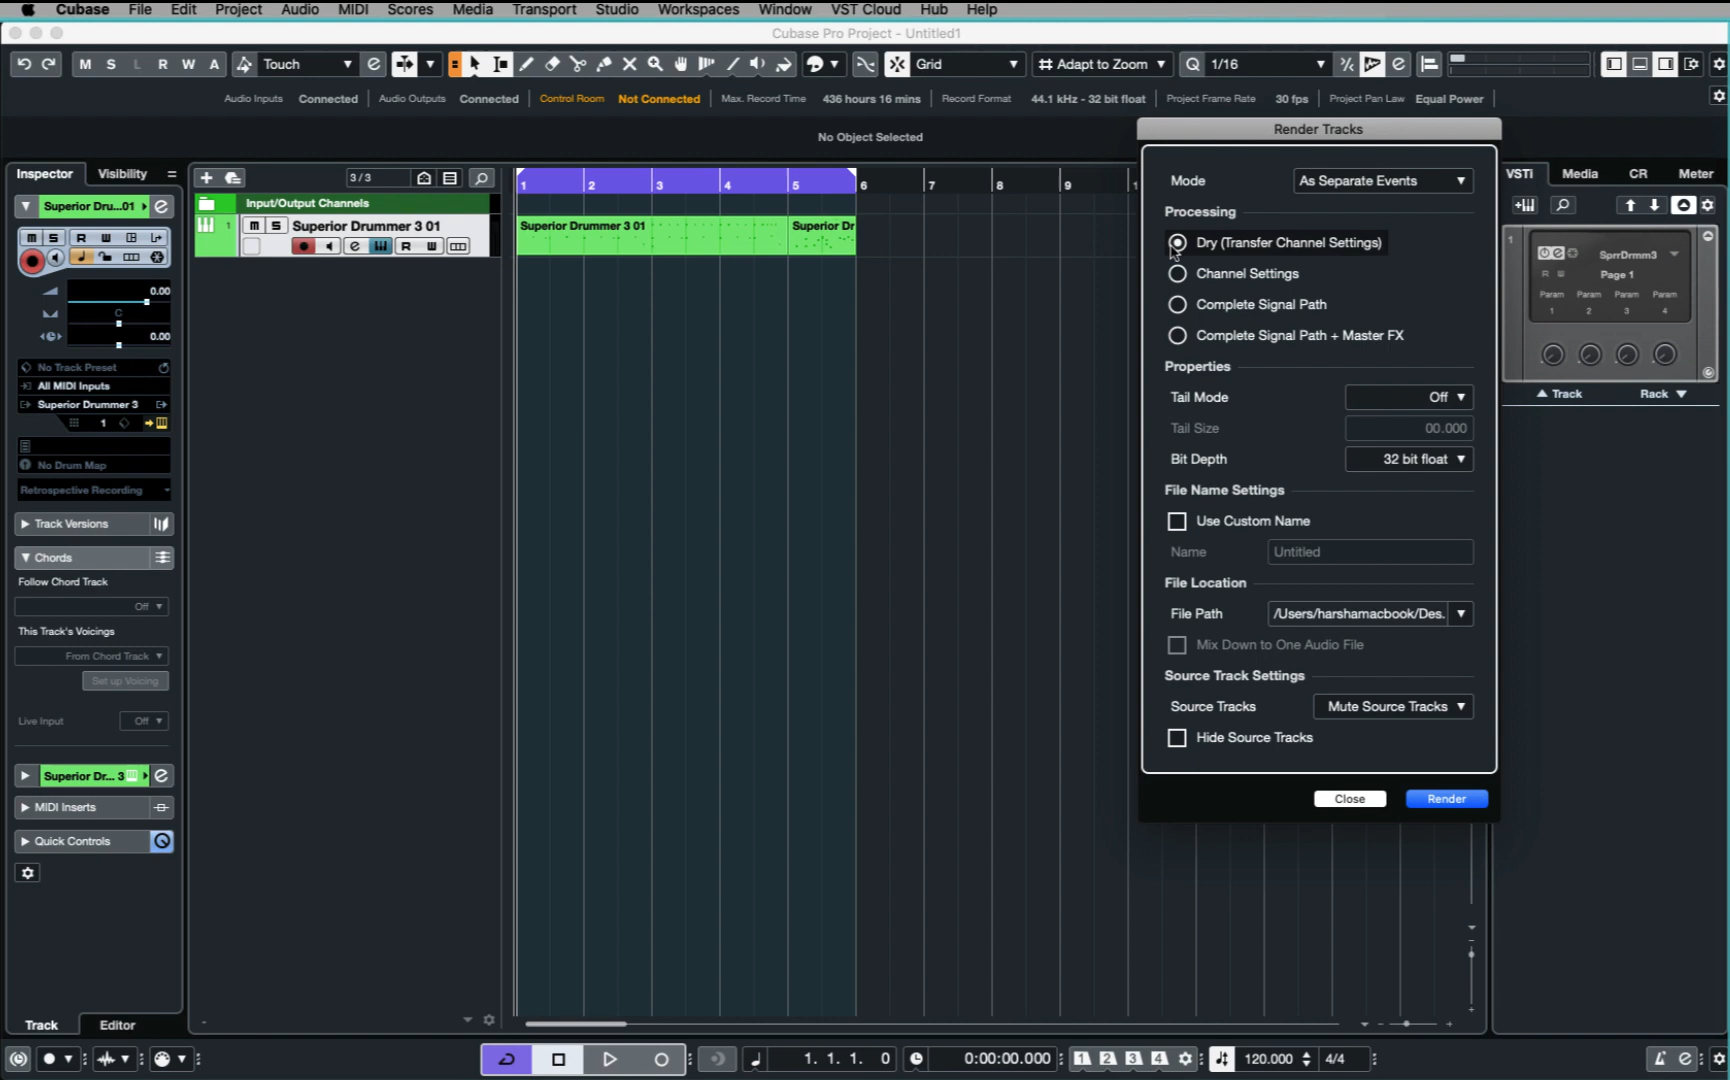 Cubase File Edit Project Audio MIDI Scores Media Transport Studio Workspaces Window VST Cloud Hub Help
Cubase Pro Project - Untitled1
M S L R W A Touch Grid Adapt to Zoom Q 1/16
Audio Inputs Connected Audio Outputs Connected Control Room Not Connected Max. Record Time 436 hours 16 mins Record Format 44.1 kHz - 32 bit float Project Frame Rate 30 fps Project Pan Law Equal Power
No Object Selected
Inspector Visibility
Superior Dru...01
M S R W
0.00
C
0.00
No Track Preset
All MIDI Inputs
Superior Drummer 3
1
No Drum Map
Retrospective Recording
Track Versions
Chords
Follow Chord Track
Off
This Track's Voicings
From Chord Track
Set up Voicing
Live Input Off
Superior Dr... 3
MIDI Inserts
Quick Controls
Track Editor
3/3
Input/Output Channels
1 M S Superior Drummer 3 01
R W
1 2 3 4 5 6 7 8 9 1
Superior Drummer 3 01 Superior Dr
Render Tracks
Mode As Separate Events
Processing
Dry (Transfer Channel Settings)
Channel Settings
Complete Signal Path
Complete Signal Path + Master FX
Properties
Tail Mode Off
Tail Size 00.000
Bit Depth 32 bit float
File Name Settings
Use Custom Name
Name Untitled
File Location
File Path /Users/harshamacbook/Des.
Mix Down to One Audio File
Source Track Settings
Source Tracks Mute Source Tracks
Hide Source Tracks
Close Render
VSTi Media CR Meter
1 SprrDrmm3
R W Page 1
Param Param Param Param
1 2 3 4
Track Rack
1. 1. 1. 0 0:00:00.000 1 2 3 4 120.000 4/4